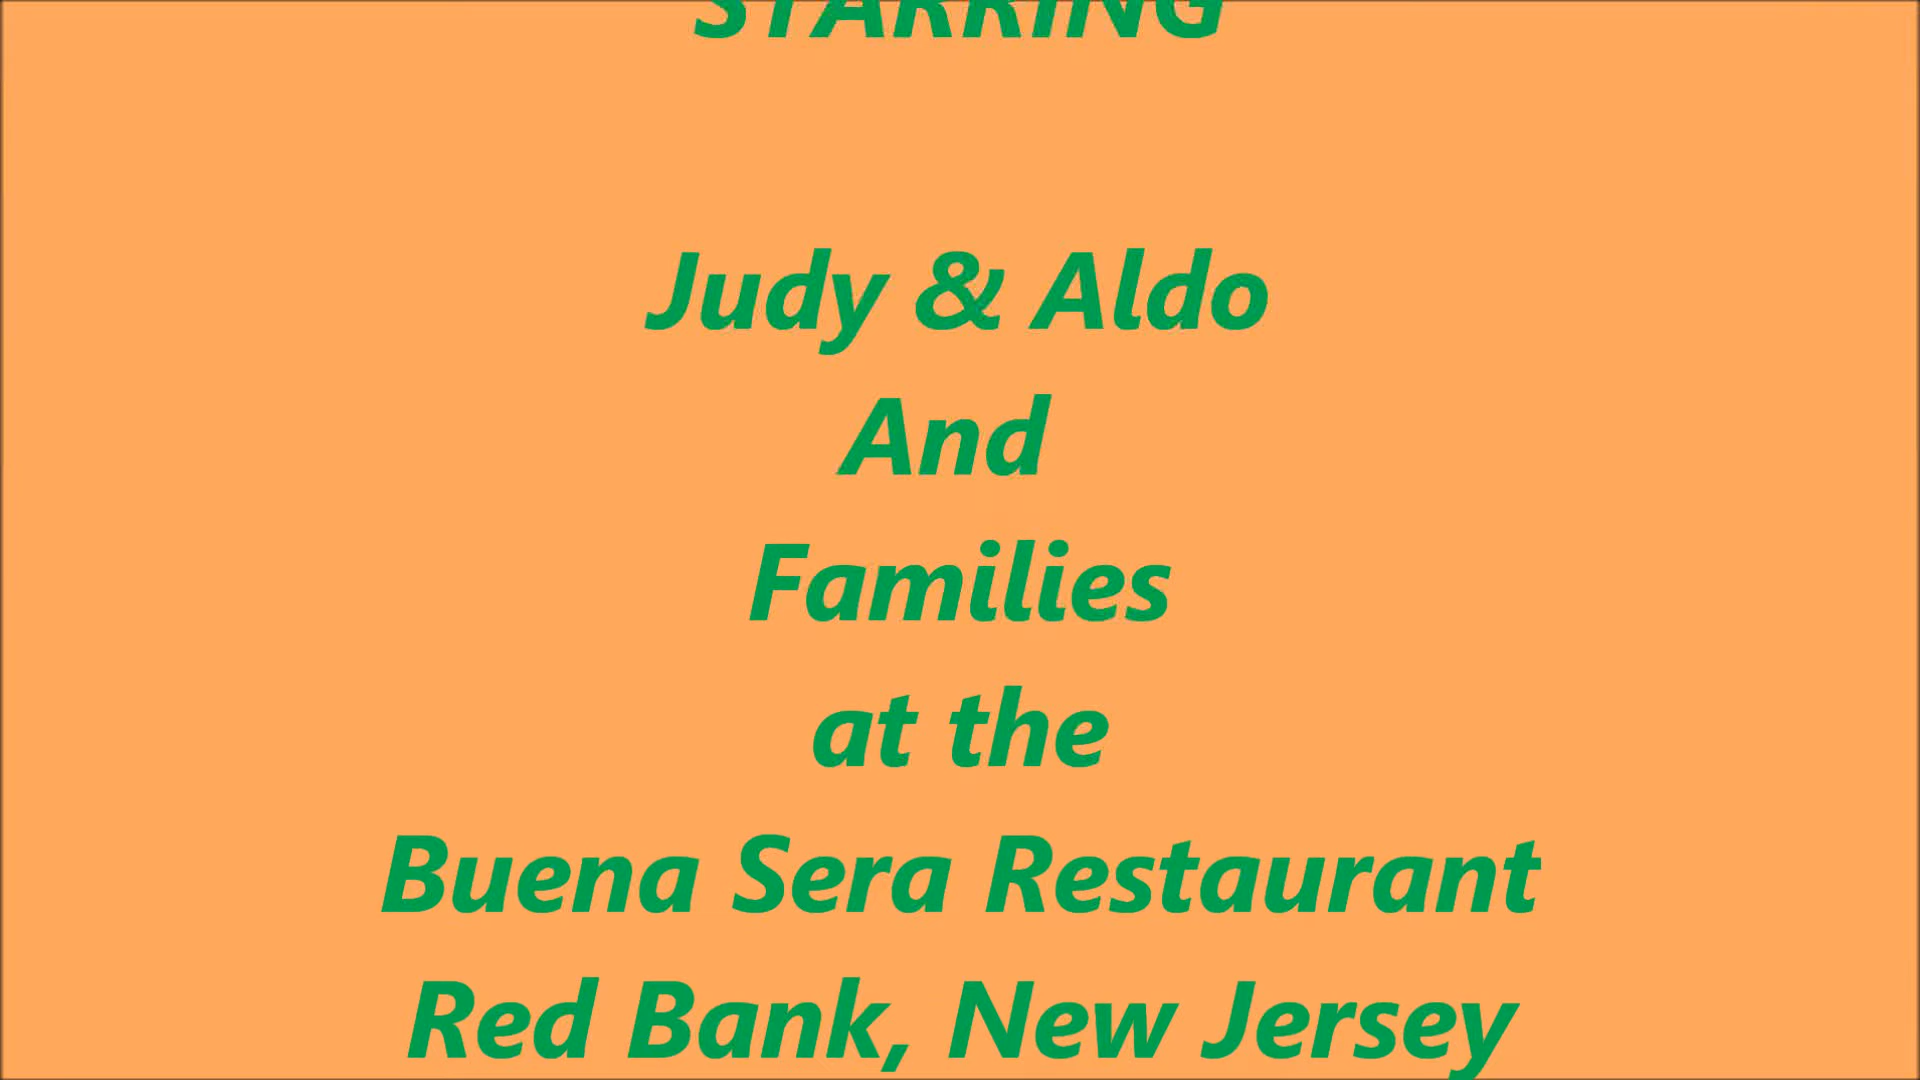 STARRING
Judy & Aldo
And
Families
at the
Buena Sera Restaurant
Red Bank, New Jersey